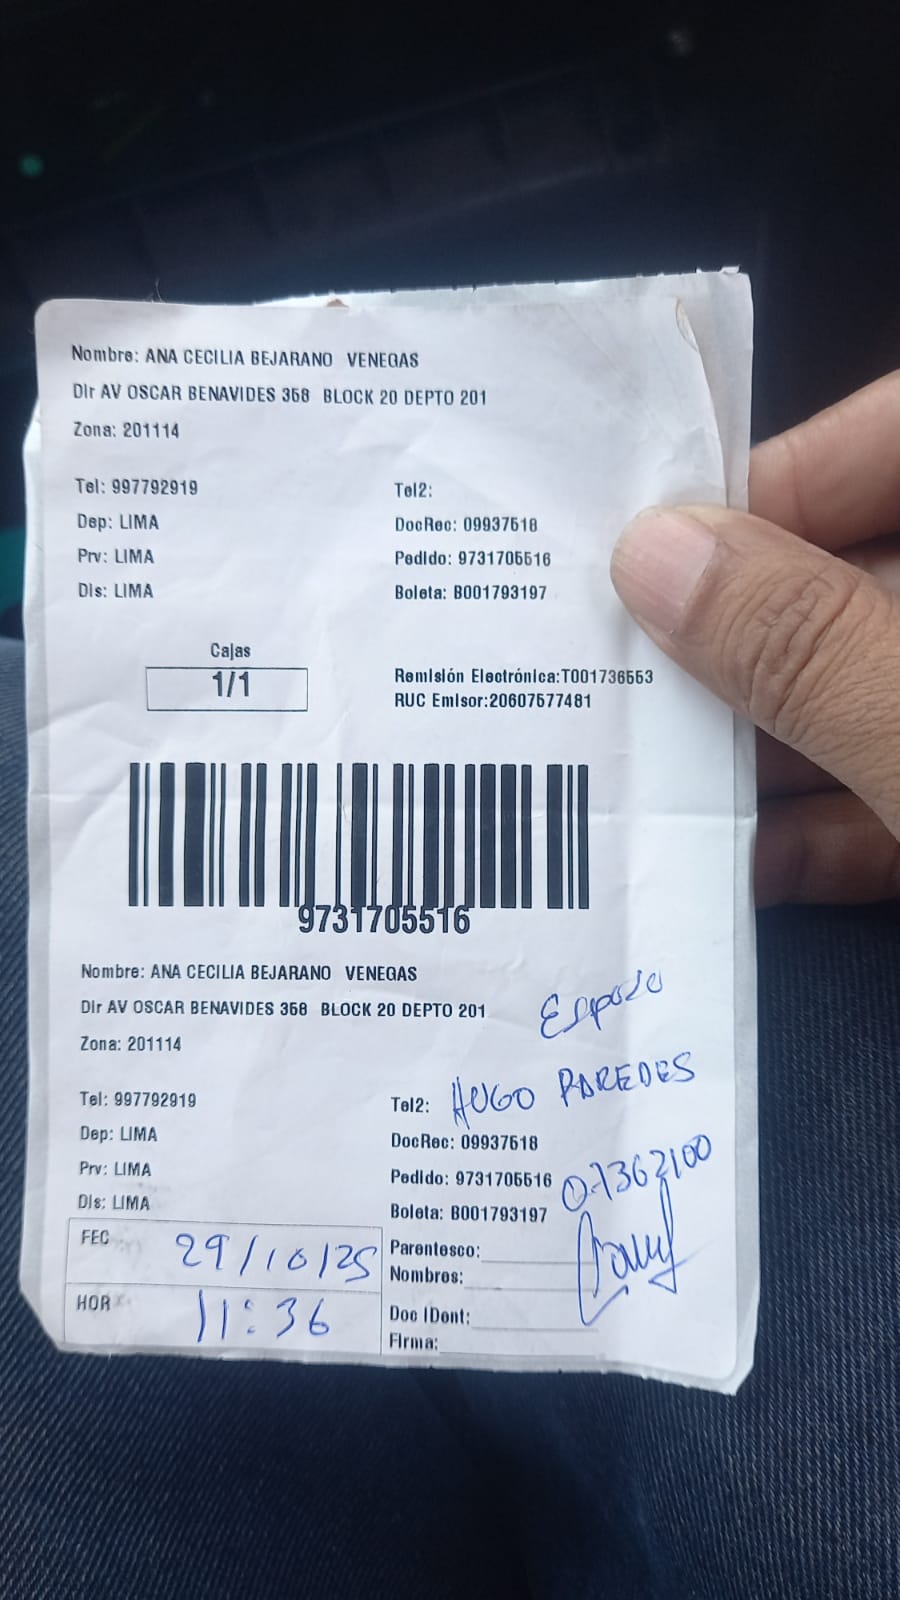 Nombre: ANA CECILIA BEJARANO VENEGAS
Dir AV OSCAR BENAVIDES 358 BLOCK 20 DEPTO 201
Zona: 201114
Tel: 997792919 Tel2:
Dep: LIMA DocRec: 09937518
Prv: LIMA Pedido: 9731705516
Dis: LIMA Boleta: B001793197
Cajas
1/1
Remisión Electrónica:T001736553
RUC Emisor:20607577481
9731705516
Nombre: ANA CECILIA BEJARANO VENEGAS
Dir AV OSCAR BENAVIDES 358 BLOCK 20 DEPTO 201
Esposo
Zona: 201114
Tel: 997792919 Tel2: HUGO PAREDES
Dep: LIMA DocRec: 09937518
Prv: LIMA Pedido: 9731705516 07362100
Dis: LIMA Boleta: B001793197
FEC 29/10/25 Parentesco:
Nombres:
HOR 11:36 Doc IDent:
Firma: